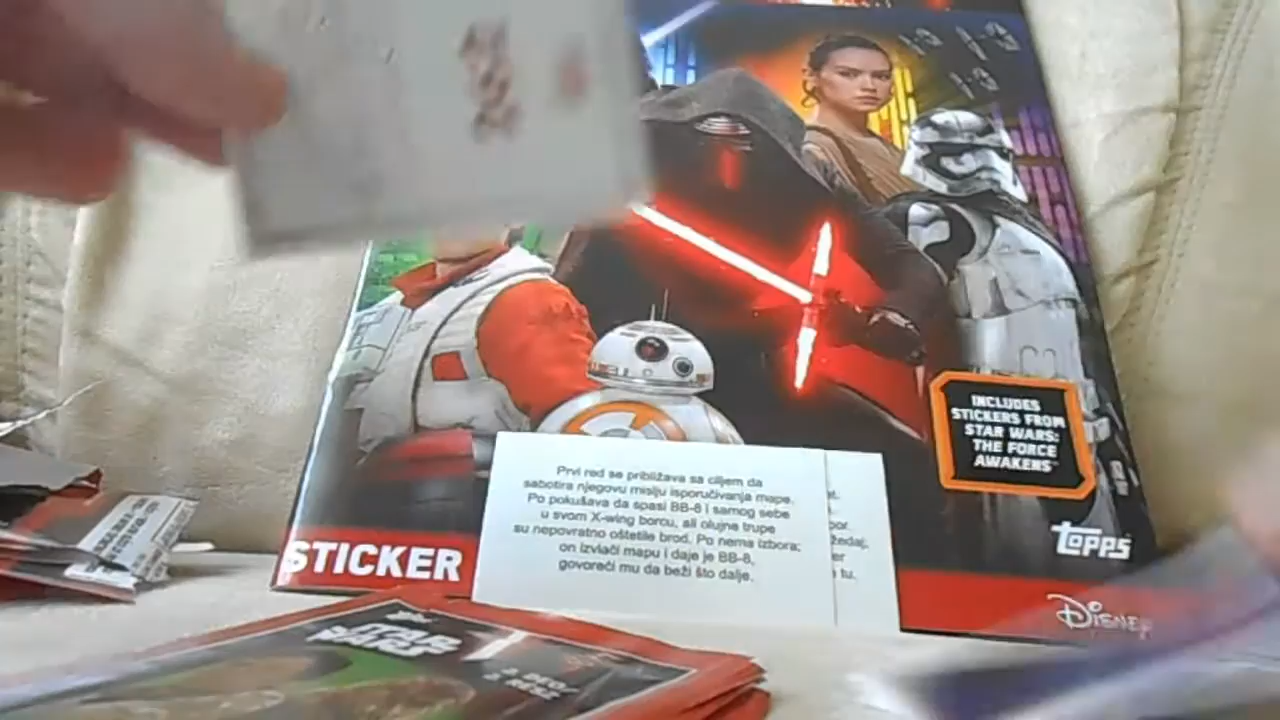 INCLUDES
STICKERS FROM
STAR WARS:
THE FORCE
AWAKENS
Prvi red se približava sa ciljem da
sabotira njegovu misiju isporučivanja mape.
Po pokušava da spasi BB-8 i samog sebe
u svom X-wing borcu, ali olujne trupe
su nepovratno oštetile brod. Po nema izbora;
on izvlači mapu i daje je BB-8,
govoreći mu da beži što dalje.
topps
STICKER
Disney
STAR
WARS